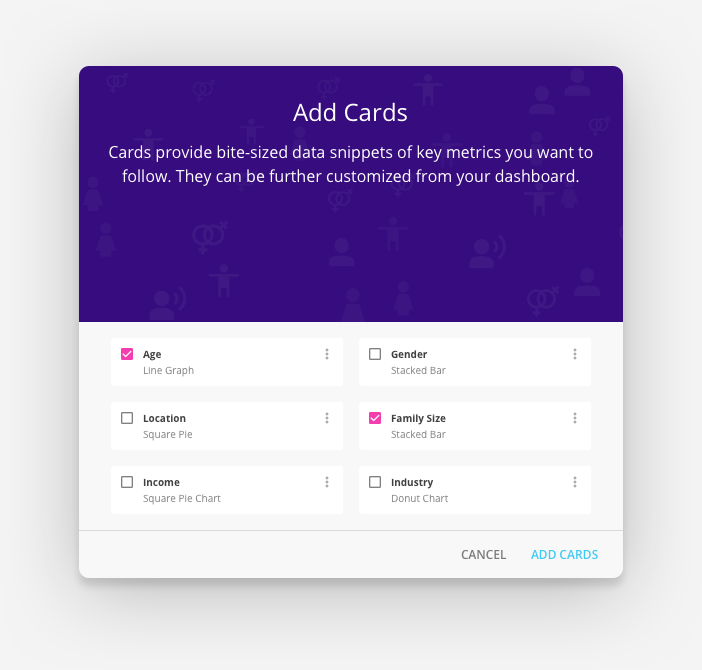 Add Cards
Cards provide bite-sized data snippets of key metrics you want to
follow. They can be further customized from your dashboard.
Age
Line Graph
Gender
Stacked Bar
Location
Square Pie
Family Size
Stacked Bar
Income
Square Pie Chart
Industry
Donut Chart
CANCEL
ADD CARDS